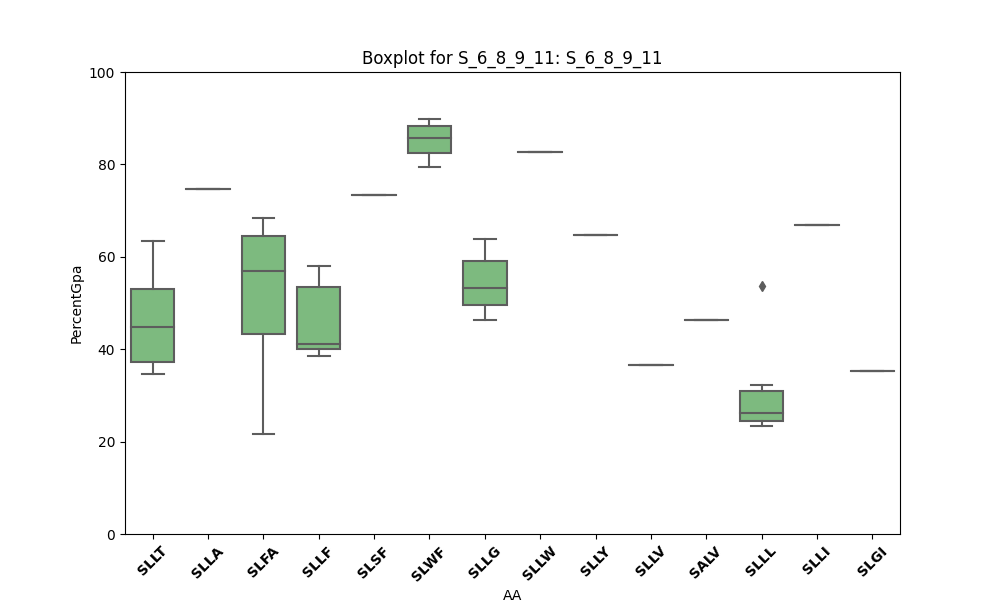 Boxplot for S_6_8_9_11: S_6_8_9_11
PercentGpa
100
80
60
40
20
0
SLLT SLLA SLFA SLLF SLSF SLWF SLLG SLLW SLLY SLLV SALV SLLL SLLI SLGI
AA